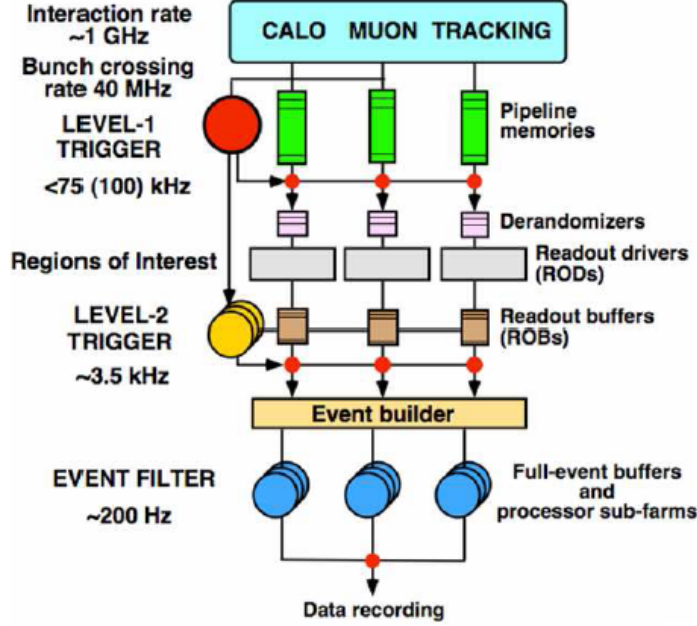 Interaction rate
~1 GHz
CALO MUON TRACKING
Bunch crossing
rate 40 MHz
LEVEL-1
TRIGGER
<75 (100) kHz
Pipeline
memories
Derandomizers
Regions of Interest
Readout drivers
(RODs)
LEVEL-2
TRIGGER
~3.5 kHz
Readout buffers
(ROBs)
Event builder
EVENT FILTER
~200 Hz
Full-event buffers
and
processor sub-farms
Data recording